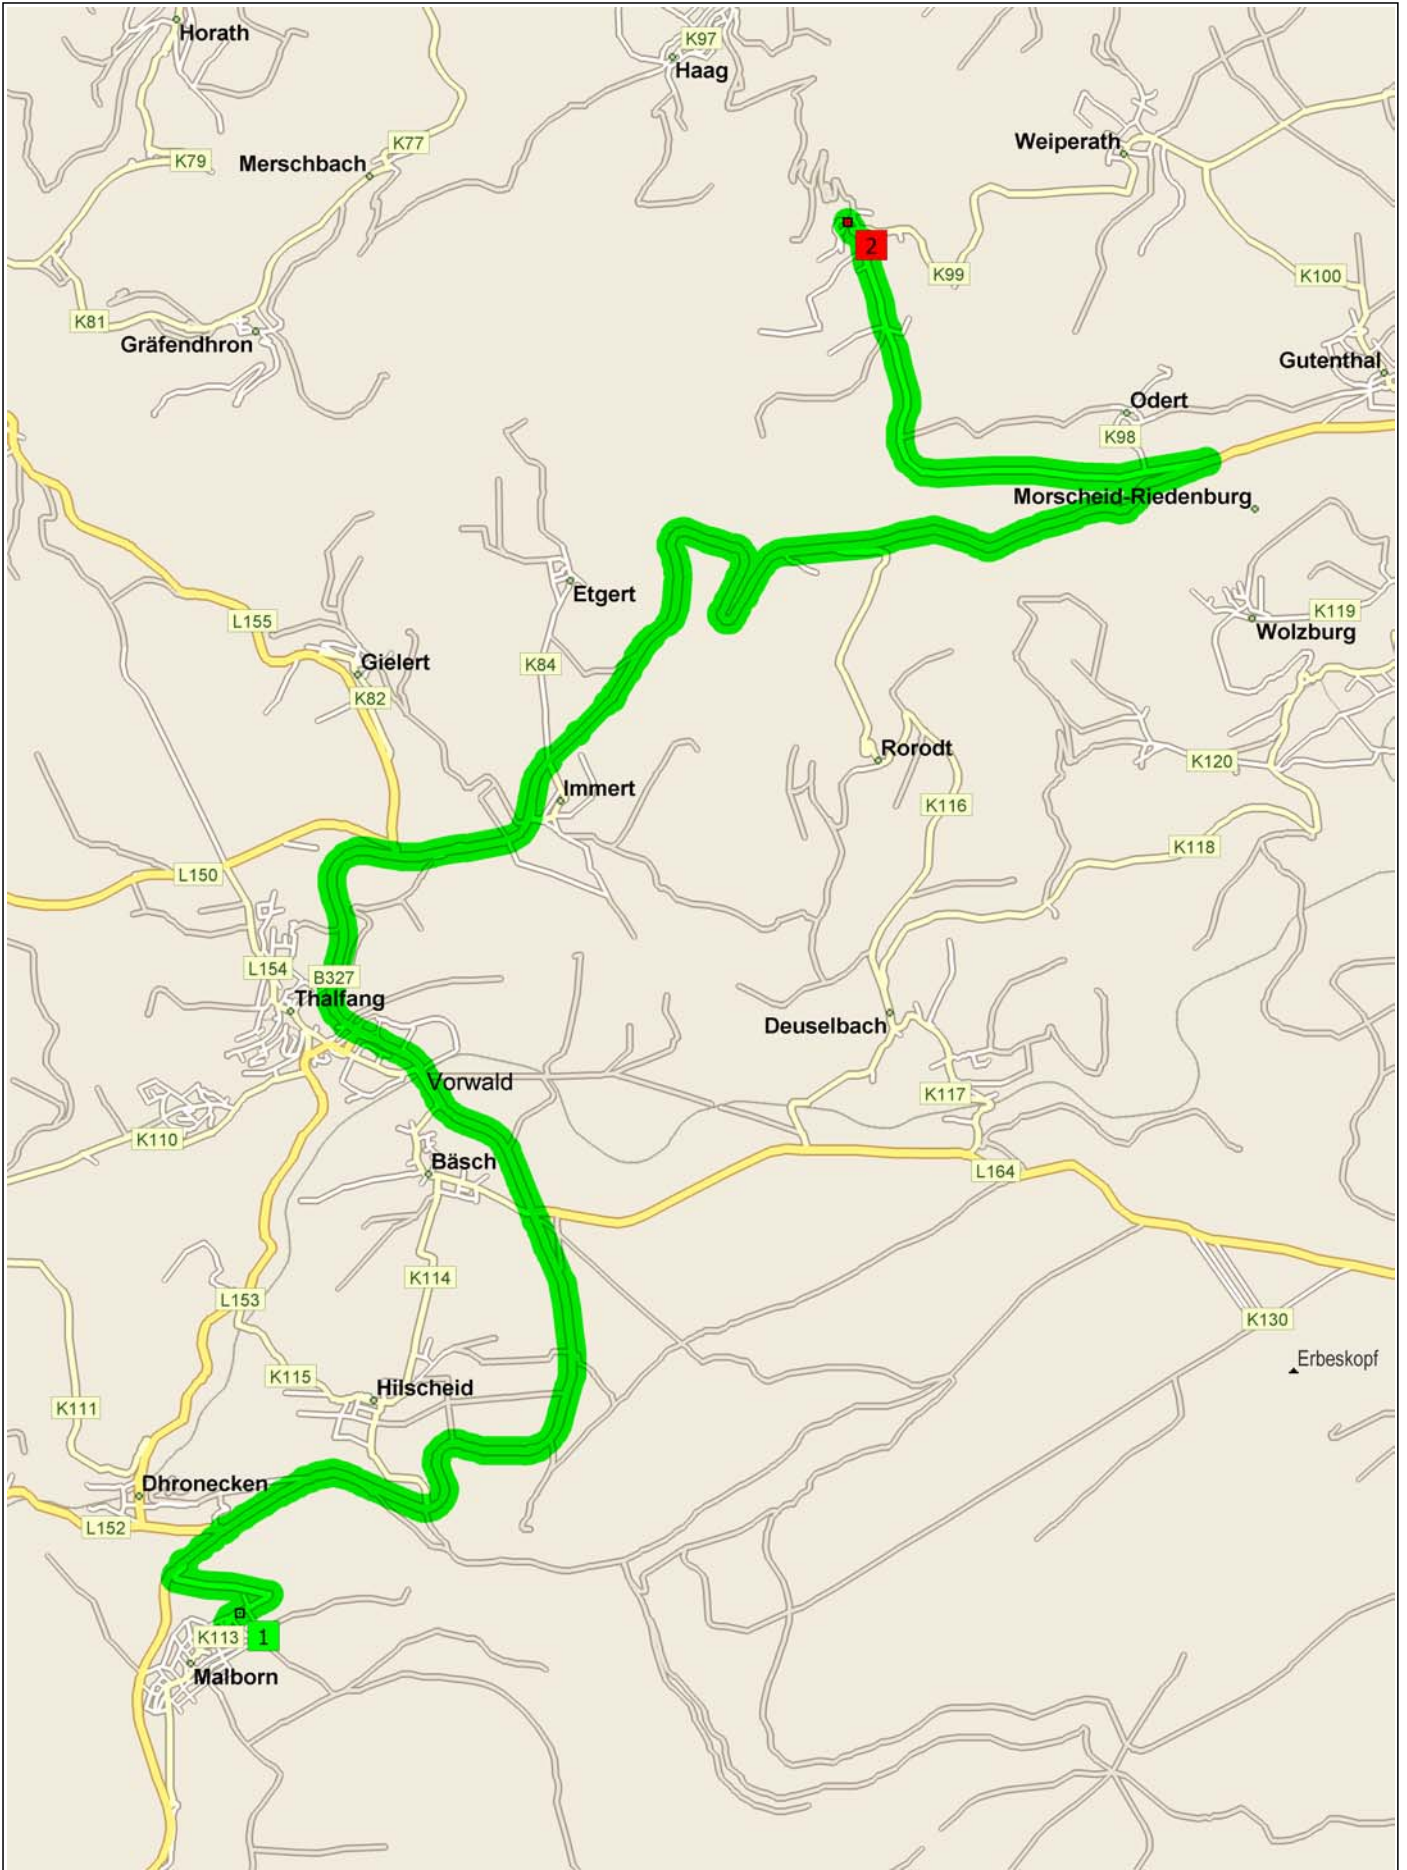 Horath
K97
Haag
Weiperath
K77
K79
Merschbach
2
K99
K100
K81
Gräfendhron
Gutenthal
Odert
K98
Morscheid-Riedenburg
Etgert
K119
L155
Wolzburg
Gielert
K84
K82
Rorodt
K120
Immert
K116
K118
L150
L154
B327
Thalfang
Deuselbach
Vorwald
K117
K110
Bäsch
L164
K114
L153
K130
Erbeskopf
K115
Hilscheid
K111
Dhronecken
L152
K113
1
Malborn